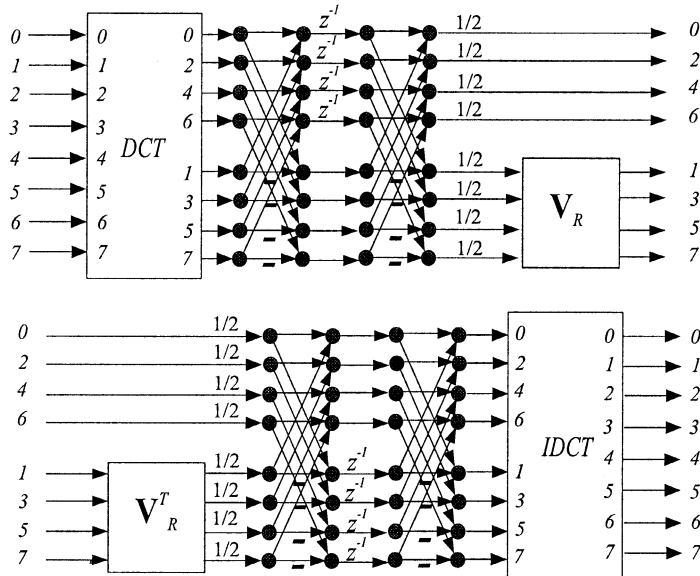 0 0 0 z⁻¹ 1/2 0
1 1 2 z⁻¹ 1/2 2
2 2 4 z⁻¹ 1/2 4
3 3 6 z⁻¹ 1/2 6
DCT
4 4 1 - 1/2 1
5 5 3 - 1/2 3
V_R
6 6 5 - 1/2 5
7 7 7 - 1/2 7
0 1/2 0 0 0
2 1/2 2 1 1
4 1/2 4 2 2
6 1/2 6 3 3
IDCT
4 4
1 1/2 - z⁻¹ - 1 5 5
3 1/2 - z⁻¹ - 3
V_R^T
5 1/2 - z⁻¹ - 5 6 6
7 1/2 - z⁻¹ - 7 7 7